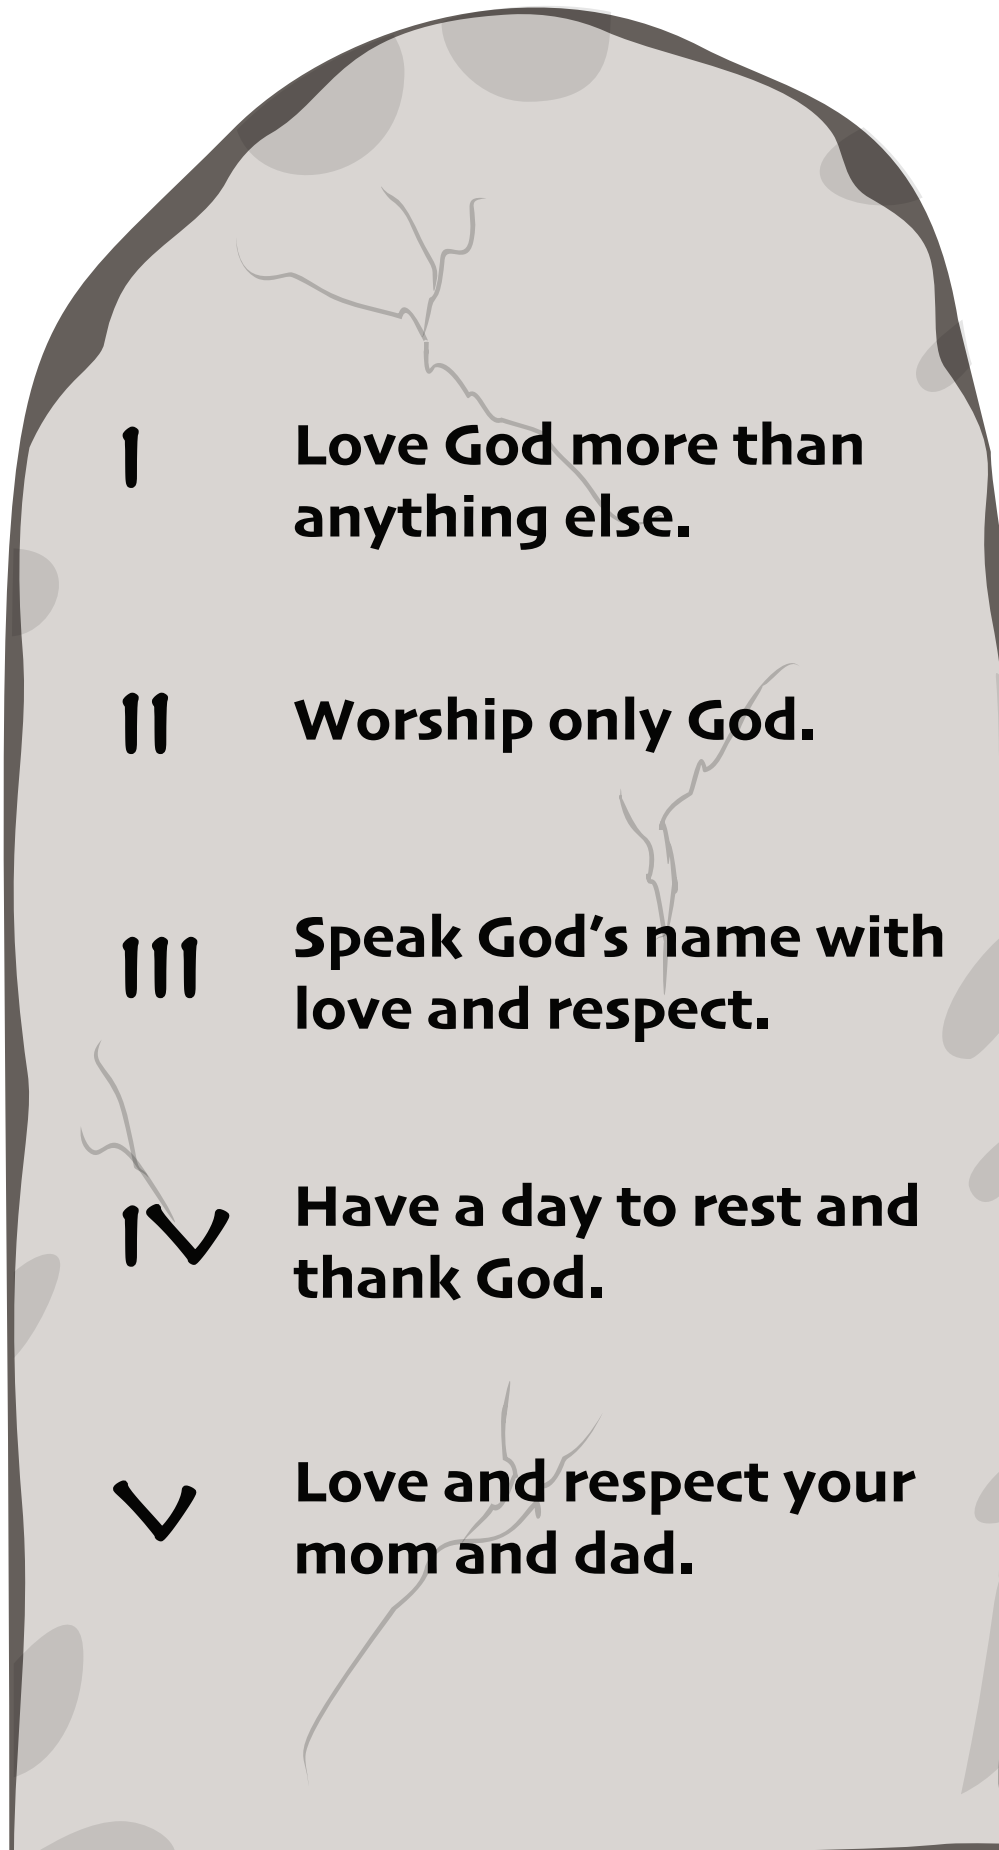 I Love God more than
anything else.
II Worship only God.
III Speak God's name with
love and respect.
IV Have a day to rest and
thank God.
V Love and respect your
mom and dad.